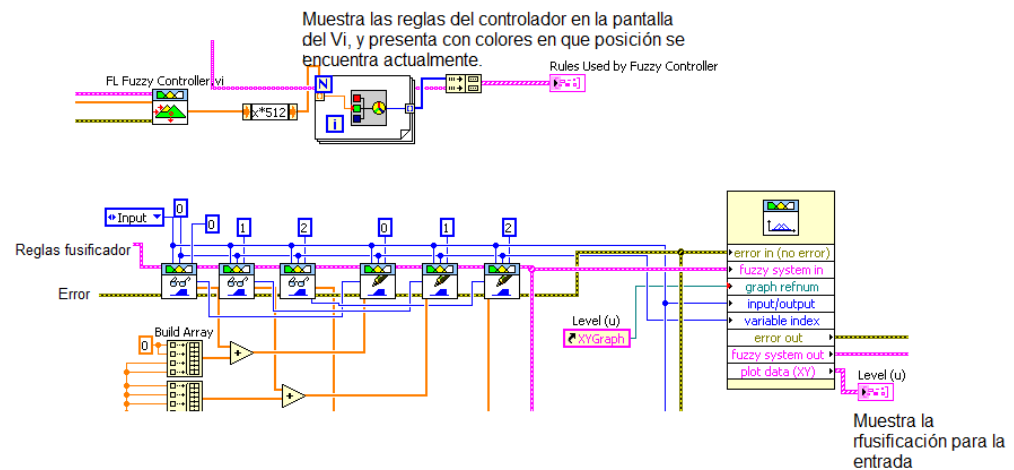 Muestra las reglas del controlador en la pantalla
del Vi, y presenta con colores en que posición se
encuentra actualmente.
Rules Used by Fuzzy Controller
FL Fuzzy Controller.vi
N
x*512
i
Input
0
0
1
2
0
1
2
Reglas fusificador
Error
Build Array
0
error in (no error)
fuzzy system in
graph refnum
input/output
variable index
error out
fuzzy system out
plot data (XY)
Level (u)
XYGraph
Level (u)
Muestra la
rfusificación para la
entrada